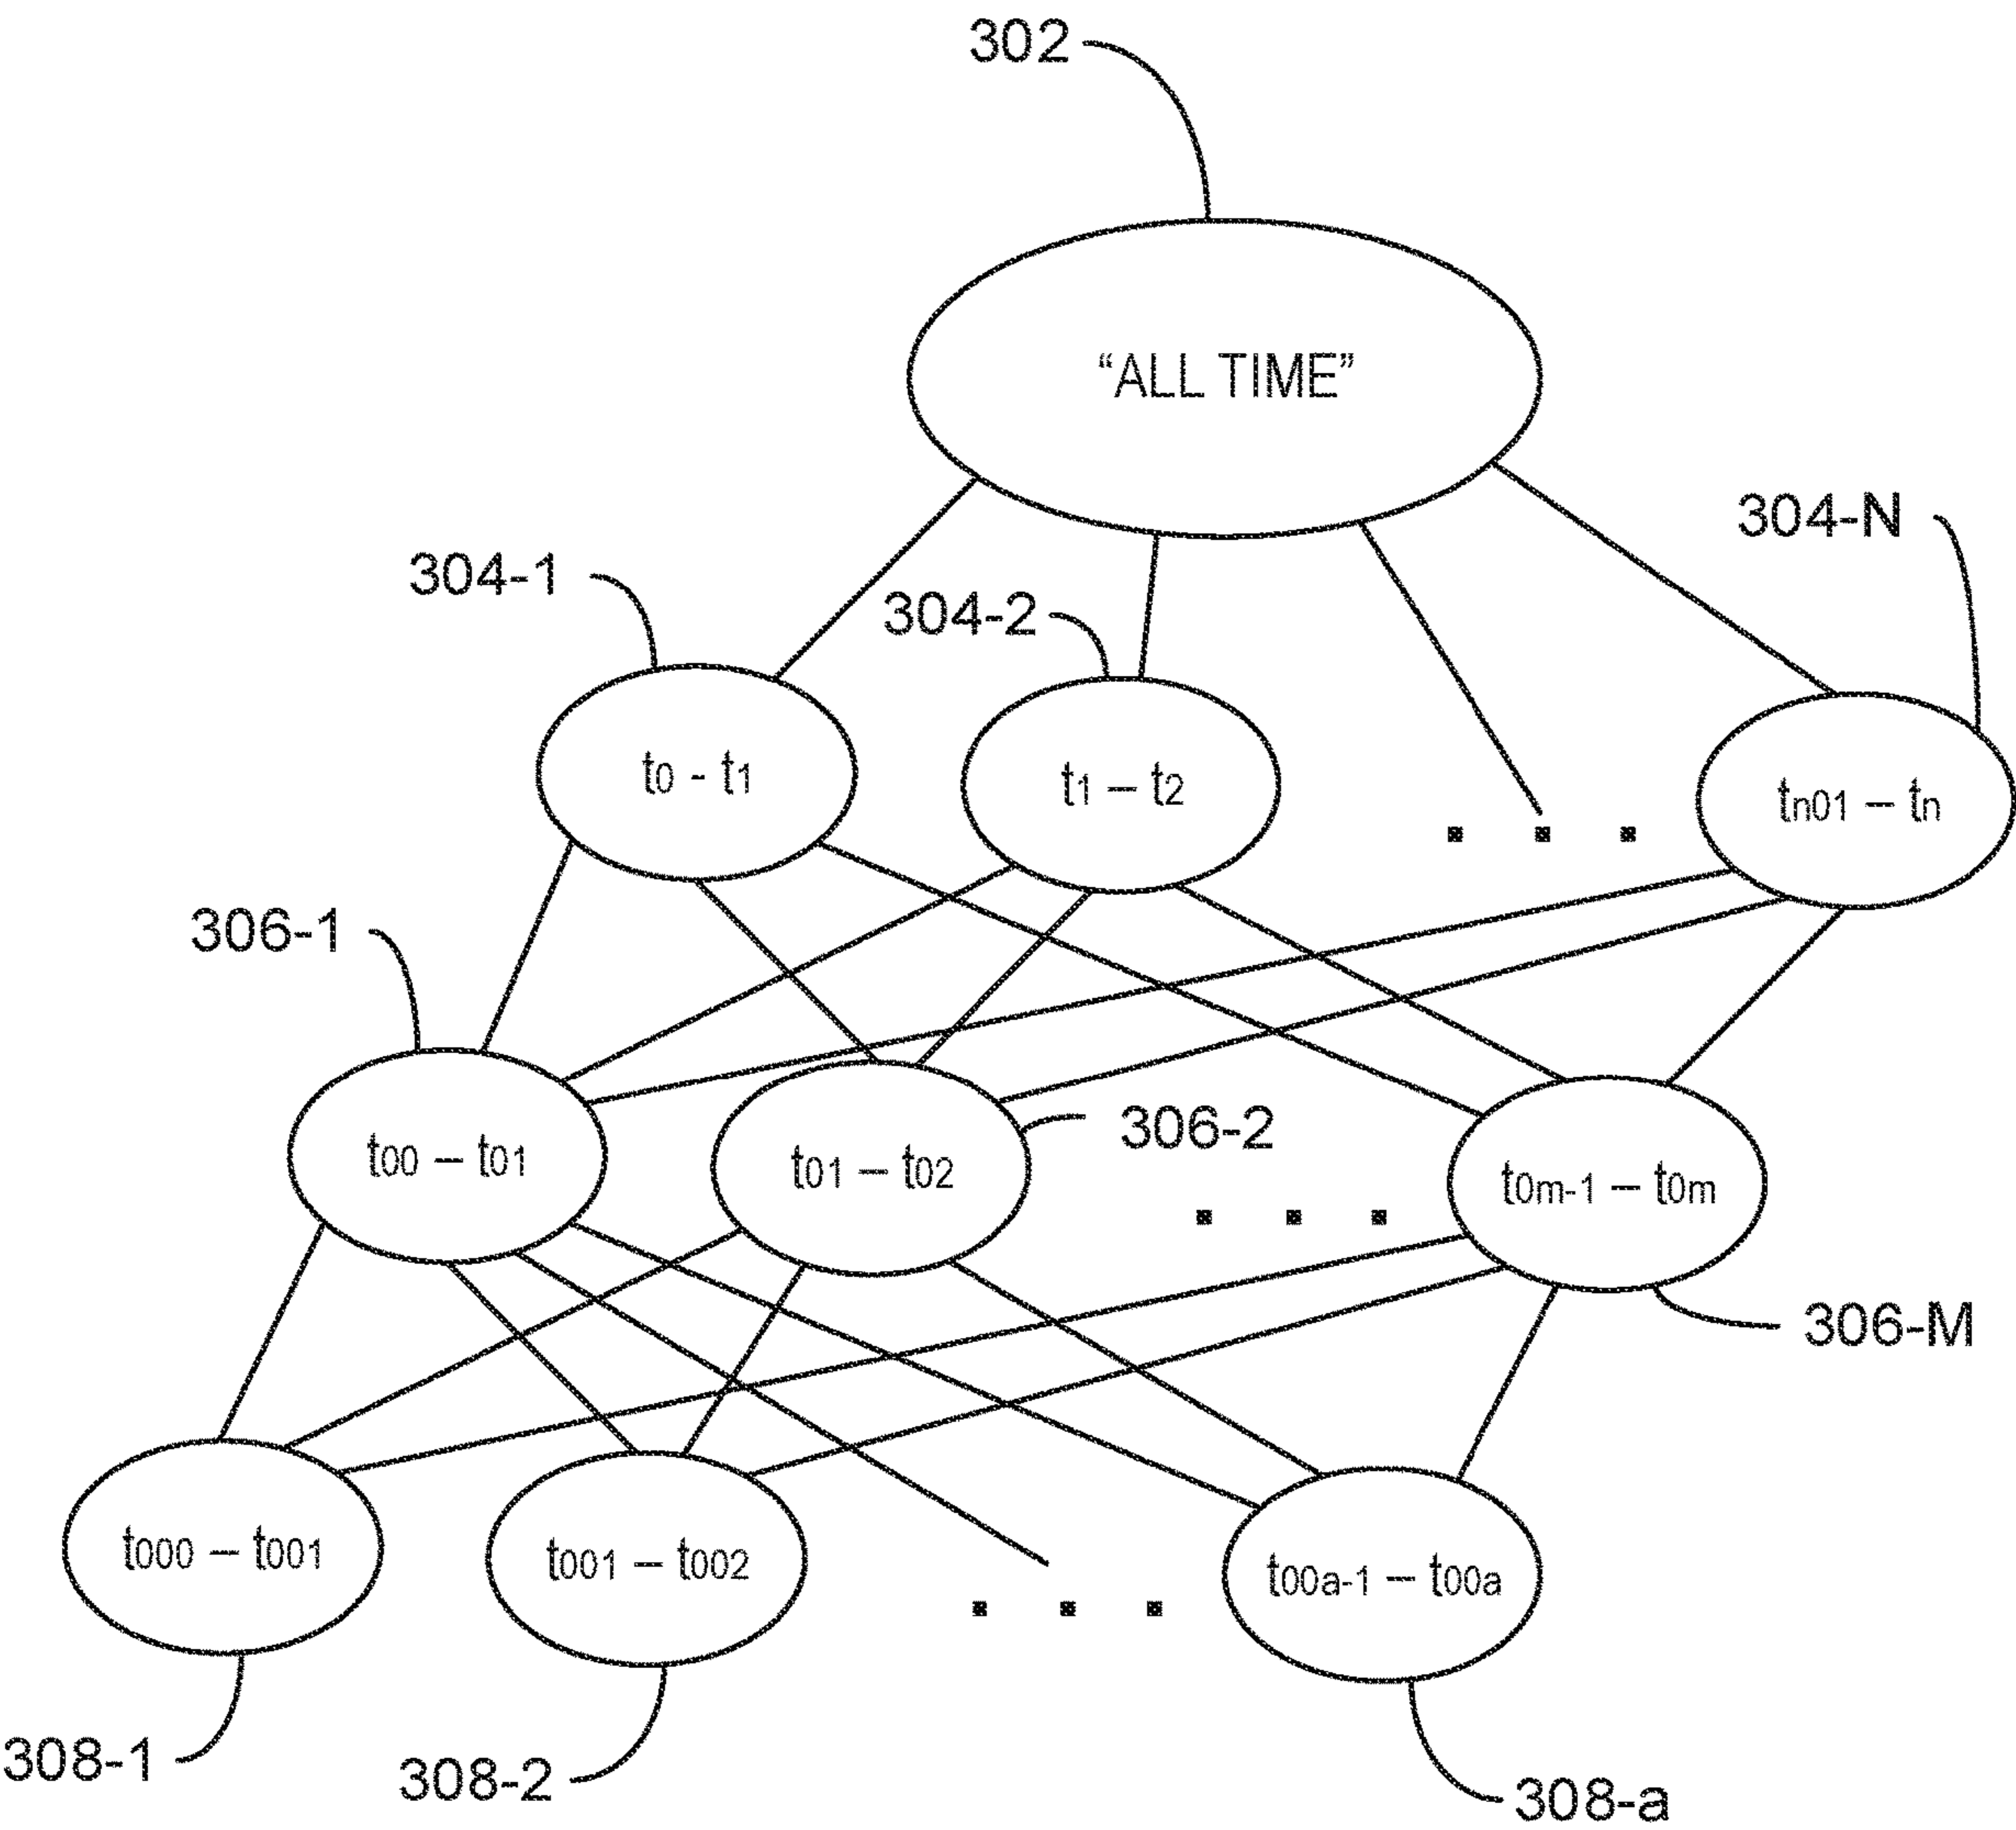 302
“ALL TIME”
304-1
304-2
304-N
t0 - t1
t1 – t2
tn01 – tn
306-1
306-2
306-M
t00 – t01
t01 – t02
t0m-1 – t0m
t000 – t001
t001 – t002
t00a-1 – t00a
308-1
308-2
308-a